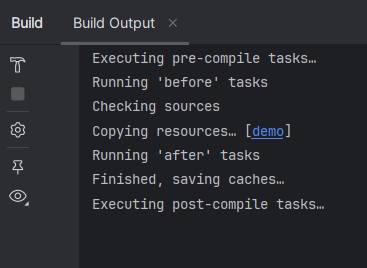 Build
Build Output
Executing pre-compile tasks…
Running 'before' tasks
Checking sources
Copying resources… [demo]
Running 'after' tasks
Finished, saving caches…
Executing post-compile tasks…